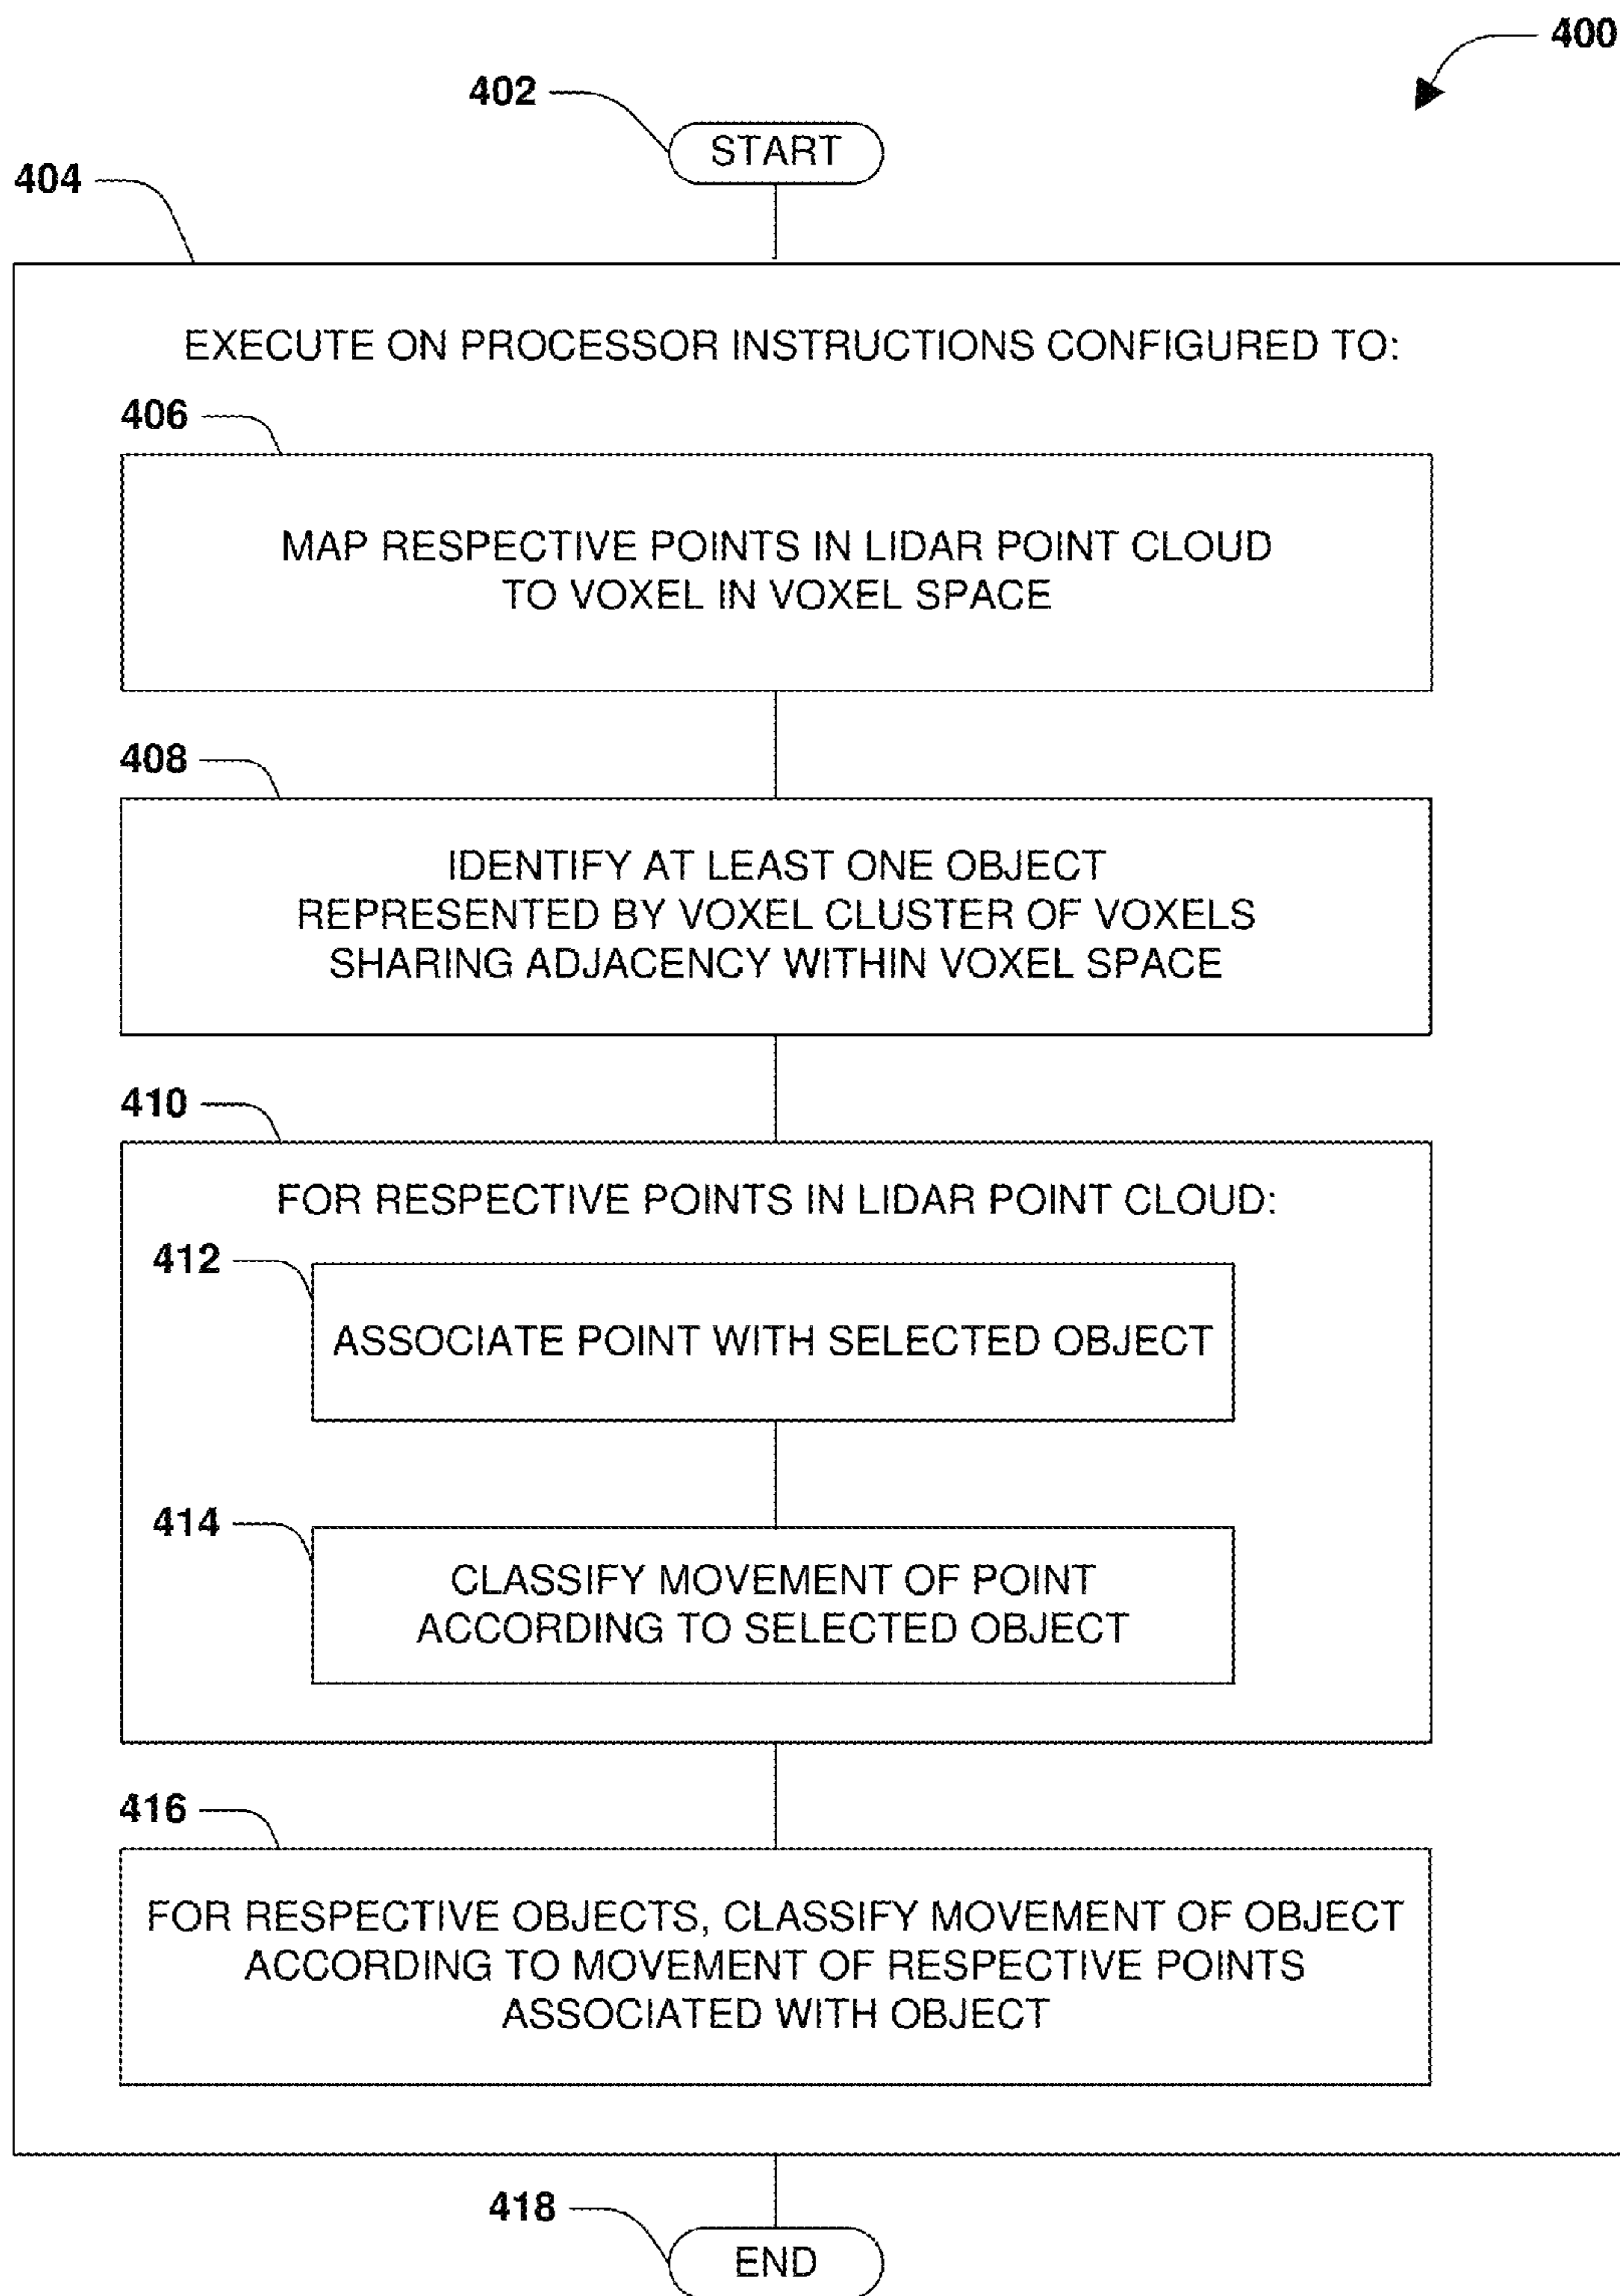 400
402
START
404
EXECUTE ON PROCESSOR INSTRUCTIONS CONFIGURED TO:
406
MAP RESPECTIVE POINTS IN LIDAR POINT CLOUD
TO VOXEL IN VOXEL SPACE
408
IDENTIFY AT LEAST ONE OBJECT
REPRESENTED BY VOXEL CLUSTER OF VOXELS
SHARING ADJACENCY WITHIN VOXEL SPACE
410
FOR RESPECTIVE POINTS IN LIDAR POINT CLOUD:
412
ASSOCIATE POINT WITH SELECTED OBJECT
414
CLASSIFY MOVEMENT OF POINT
ACCORDING TO SELECTED OBJECT
416
FOR RESPECTIVE OBJECTS, CLASSIFY MOVEMENT OF OBJECT
ACCORDING TO MOVEMENT OF RESPECTIVE POINTS
ASSOCIATED WITH OBJECT
418
END